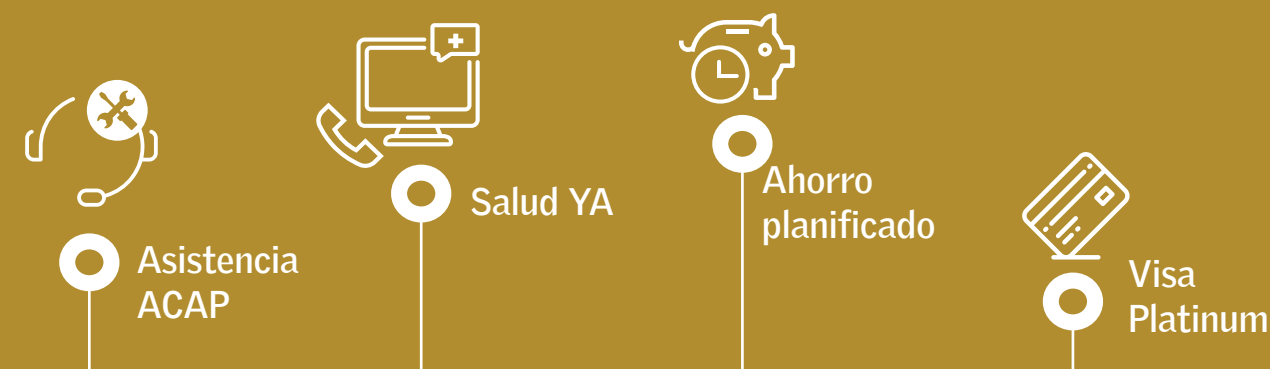 Asistencia
ACAP
Salud YA
Ahorro
planificado
Visa
Platinum